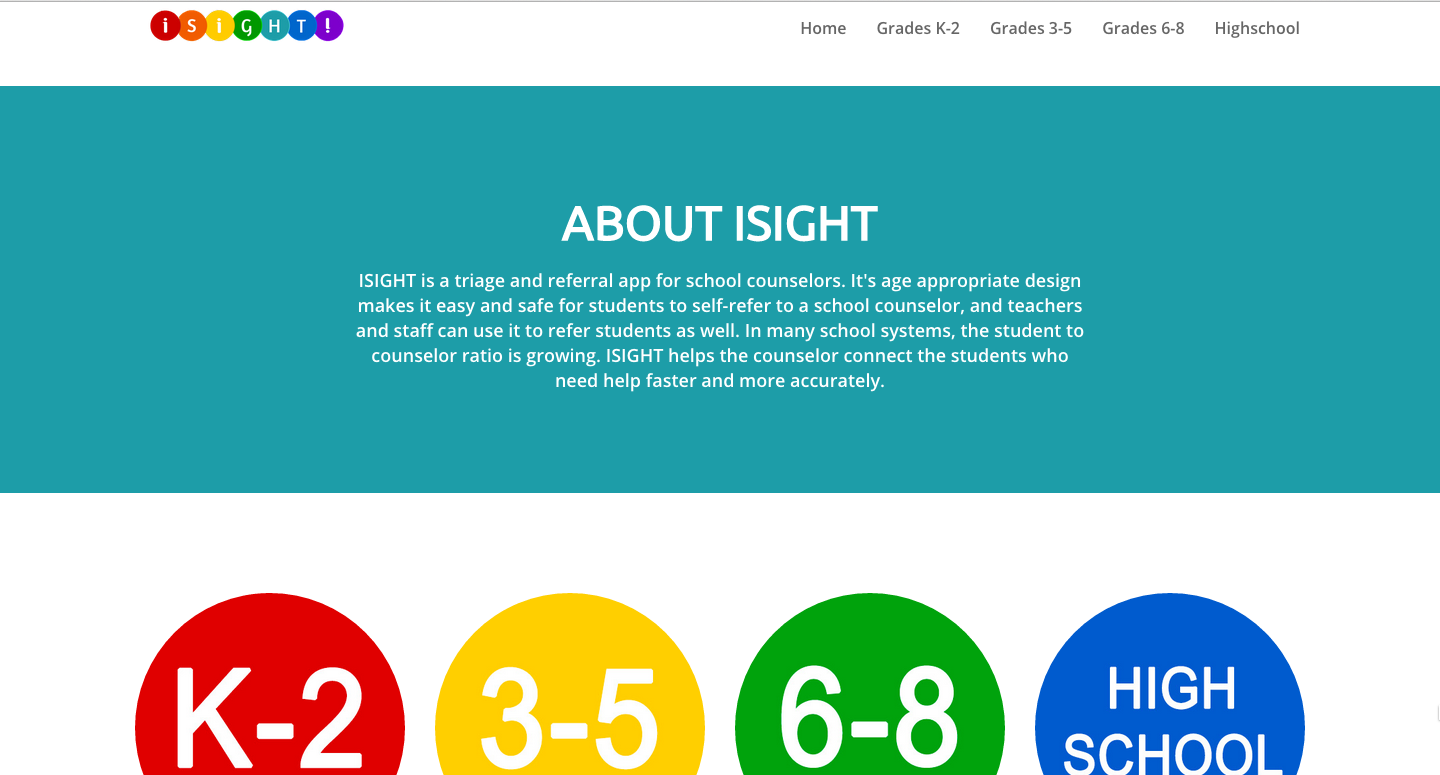 iSiGHT!
Home Grades K-2 Grades 3-5 Grades 6-8 Highschool
ABOUT ISIGHT
ISIGHT is a triage and referral app for school counselors. It's age appropriate design
makes it easy and safe for students to self-refer to a school counselor, and teachers
and staff can use it to refer students as well. In many school systems, the student to
counselor ratio is growing. ISIGHT helps the counselor connect the students who
need help faster and more accurately.
K-2
3-5
6-8
HIGH
SCHOOL